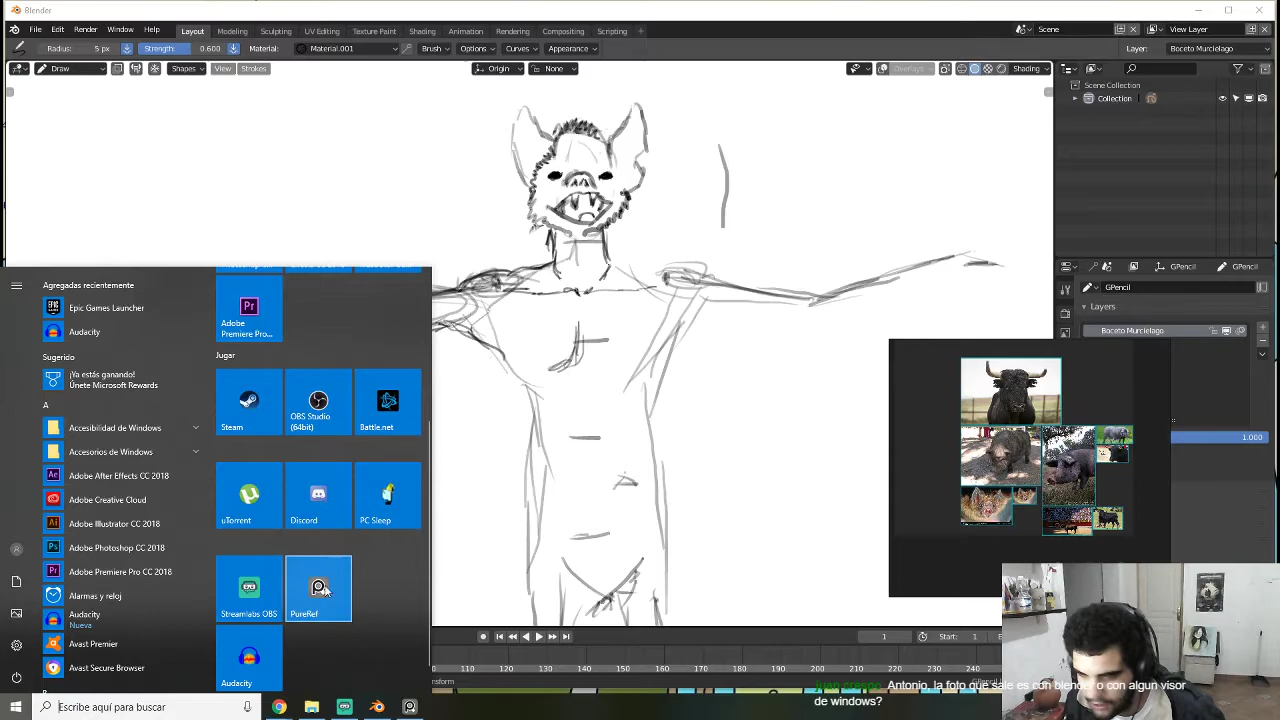 Blender
File Edit Render Window Help
Layout Modeling Sculpting UV Editing Texture Paint Shading Animation Rendering Compositing Scripting +
Scene
View Layer
Radius: 5 px
Strength: 0.600
Material: Material.001
Brush Options Curves Appearance
Layer: Boceto Murcielago
Draw
Shapes View Strokes
Origin None
Overlays
Shading
Scene Collection
Collection
GPencil GPencil
GPencil
Layers
Boceto Murcielago
1.000
Agregadas recientemente
Epic Games Launcher
Audacity
Sugerido
¡Ya estás ganando!
Únete Microsoft Rewards
A
Accesibilidad de Windows
Accesorios de Windows
Adobe After Effects CC 2018
Adobe Creative Cloud
Adobe Illustrator CC 2018
Adobe Photoshop CC 2018
Adobe Premiere Pro CC 2018
Alarmas y reloj
Audacity
Nueva
Avast Premier
Avast Secure Browser
Pr
Adobe
Premiere Pro...
Jugar
Steam
OBS Studio
(64bit)
Battle.net
uTorrent
Discord
PC Sleep
Streamlabs OBS
PureRef
Audacity
1
Start: 1
110 120 130 140 150 160 170 180 190 200 210 220 230 240
Escribe aquí para buscar.
juan crespo Antonio, la foto que sale es con blender o con algun visor
de windows?